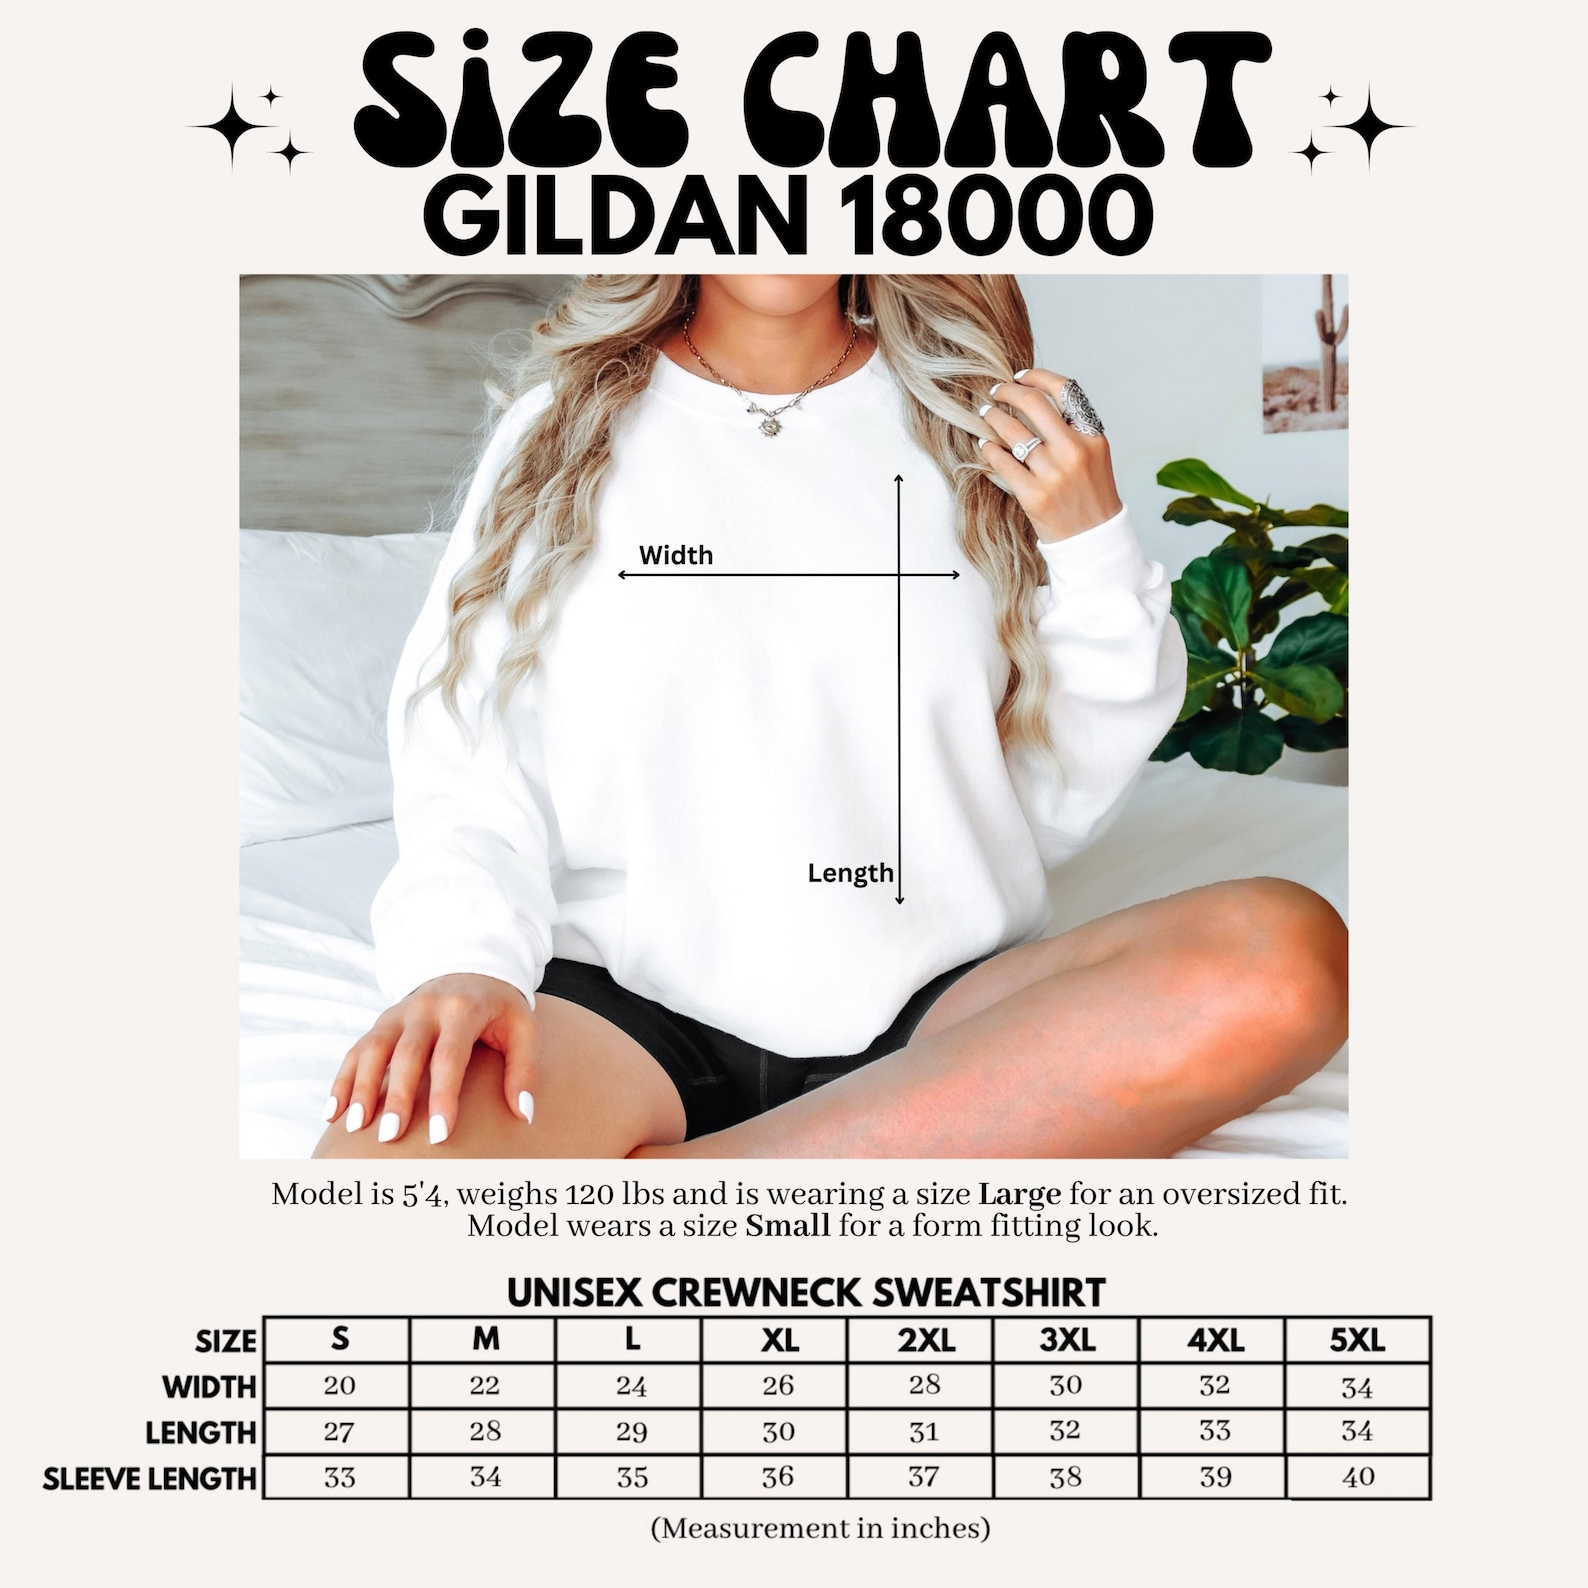 SiZE CHART
GILDAN 18000
Width
Length
Model is 5'4, weighs 120 lbs and is wearing a size Large for an oversized fit.
Model wears a size Small for a form fitting look.
UNISEX CREWNECK SWEATSHIRT
SIZE S M L XL 2XL 3XL 4XL 5XL
WIDTH 20 22 24 26 28 30 32 34
LENGTH 27 28 29 30 31 32 33 34
SLEEVE LENGTH 33 34 35 36 37 38 39 40
(Measurement in inches)